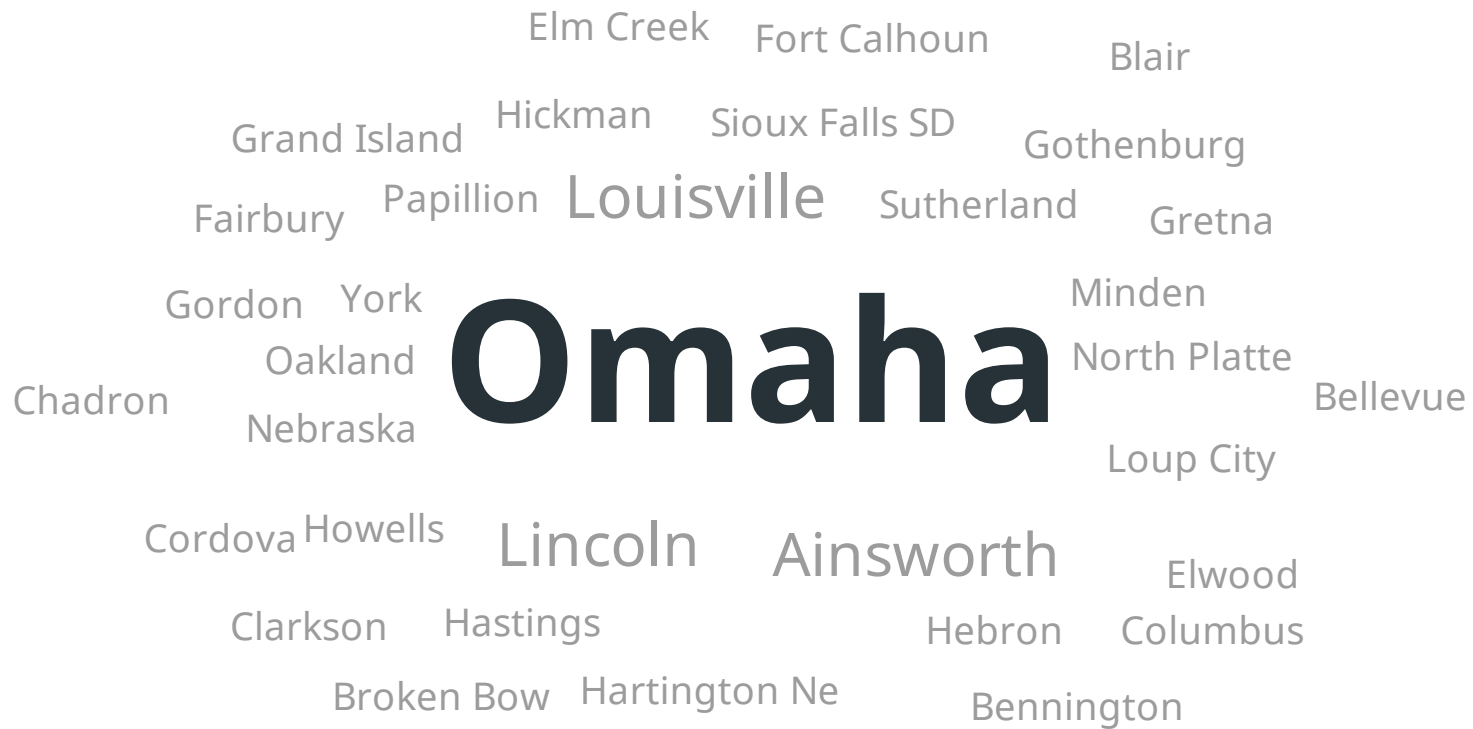 Elm Creek
Fort Calhoun
Blair
Hickman
Sioux Falls SD
Grand Island
Gothenburg
Papillion
Louisville
Sutherland
Fairbury
Gretna
Gordon
York
Minden
Omaha
Oakland
North Platte
Chadron
Bellevue
Nebraska
Loup City
Cordova
Howells
Lincoln
Ainsworth
Elwood
Clarkson
Hastings
Hebron
Columbus
Broken Bow
Hartington Ne
Bennington